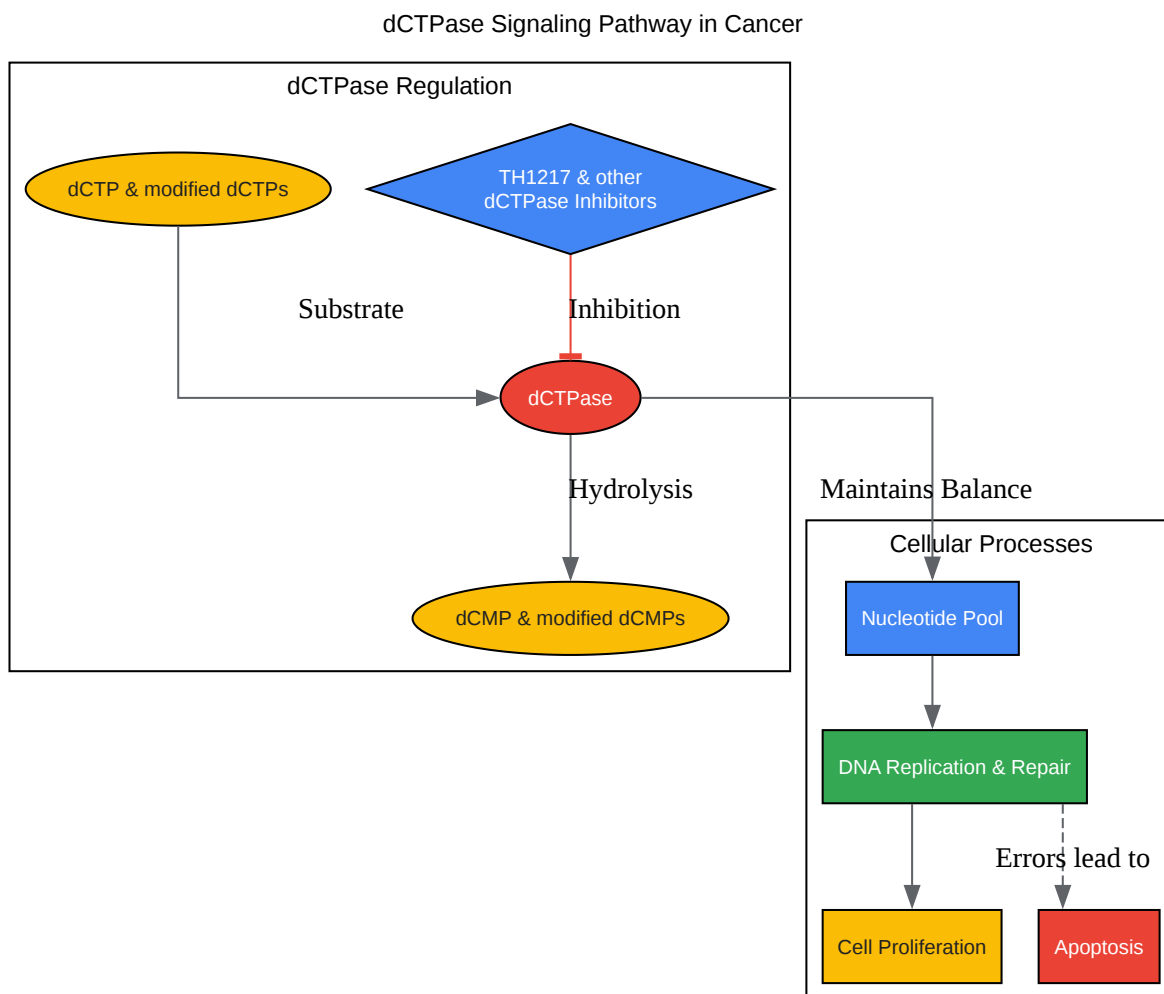 dCTPase Signaling Pathway in Cancer
dCTPase Regulation
dCTP & modified dCTPs
TH1217 & other
dCTPase Inhibitors
Substrate
Inhibition
dCTPase
Hydrolysis
Maintains Balance
dCMP & modified dCMPs
Cellular Processes
Nucleotide Pool
DNA Replication & Repair
Errors lead to
Cell Proliferation
Apoptosis